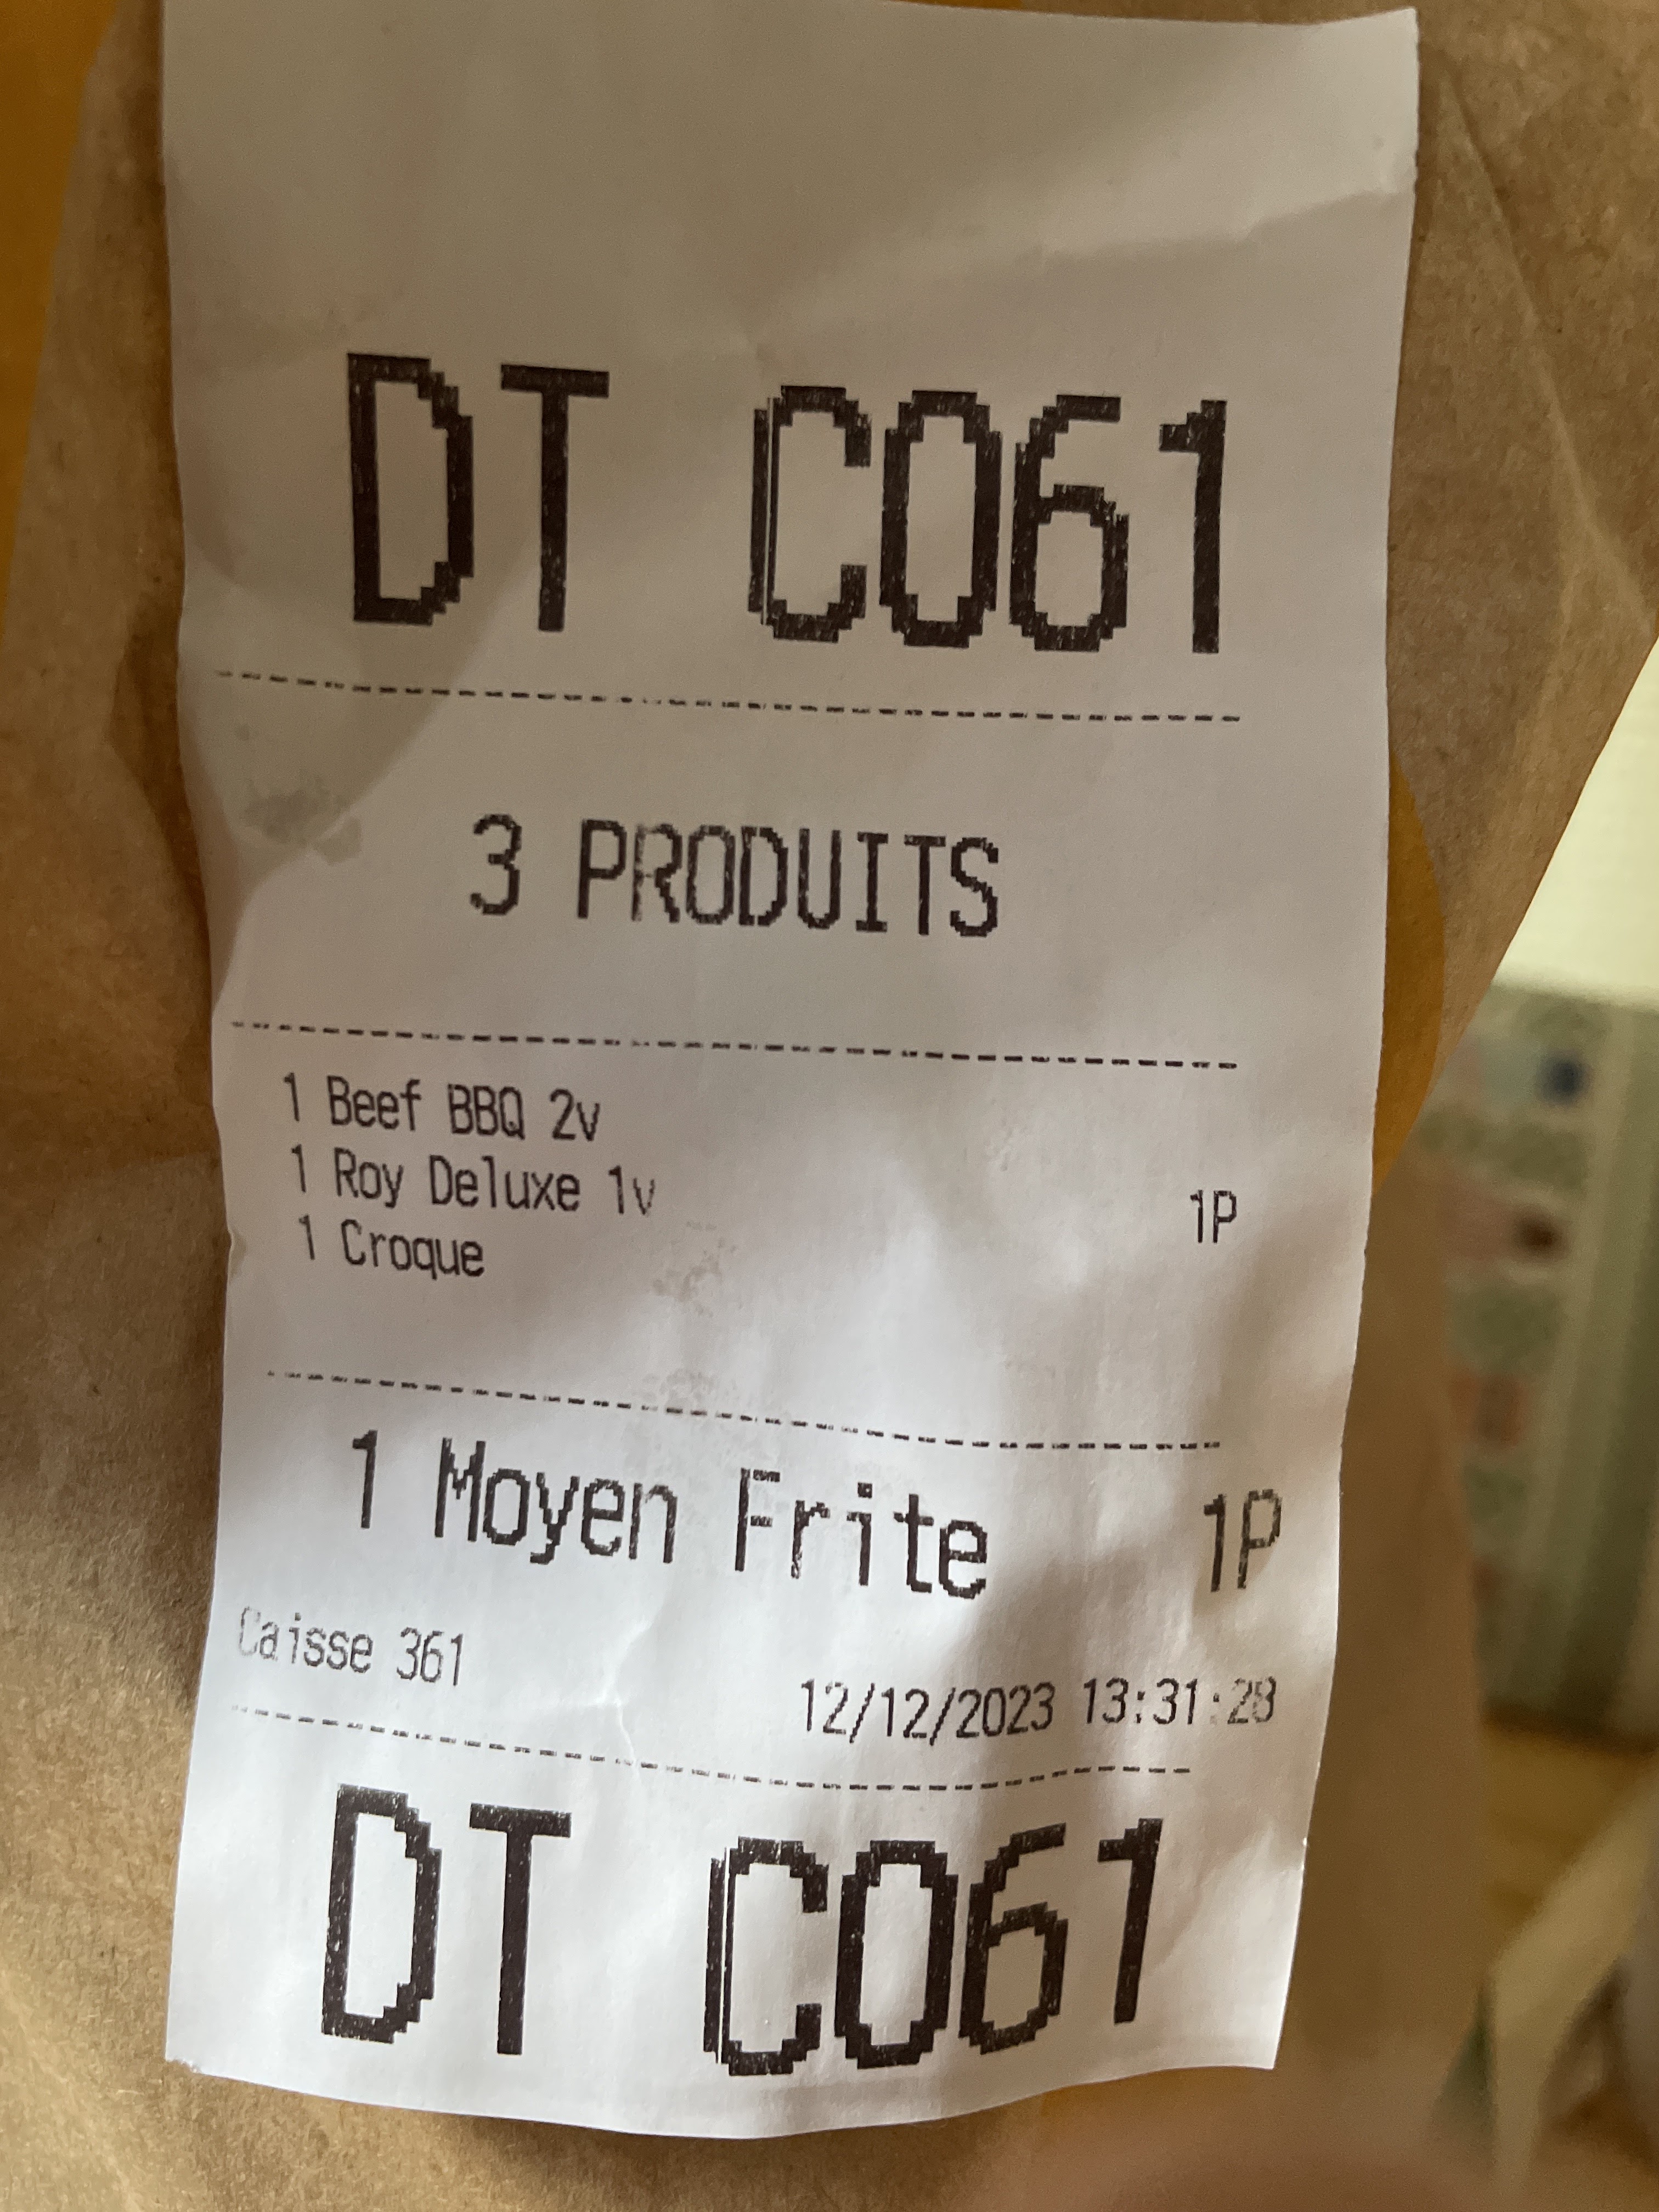 DT C061
3 PRODUITS
1 Beef BBQ 2v
1 Roy Deluxe 1v 1P
1 Croque
1 Moyen Frite 1P
Caisse 361
12/12/2023 13:31:28
DT C061